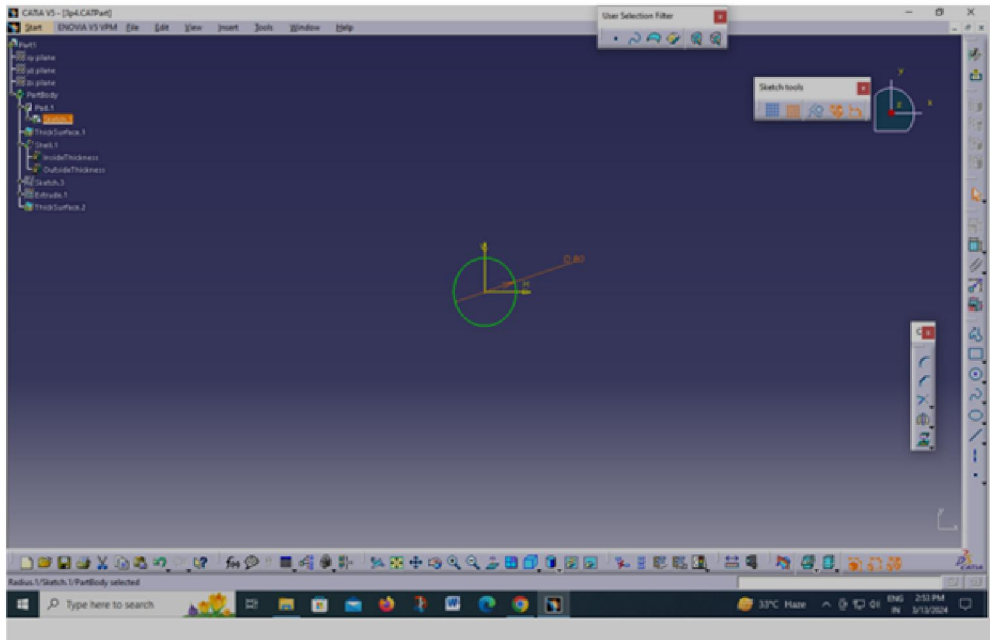 CATIA V5 - [3p4.CATPart]
Start ENOVIA V5 VPM File Edit View Insert Tools Window Help
User Selection Filter
Sketch tools
Part1
xy plane
yz plane
zx plane
PartBody
Pad.1
Sketch.1
ThickSurface.1
Shell.1
InsideThickness
OutsideThickness
Sketch.3
Extrude.1
ThickSurface.2
y
x
z
V
H
D 80
y
x
CATIA
Radius.1/Sketch.1/PartBody selected
Type here to search
33°C Haze
ENG
IN
2:53 PM
3/13/2024